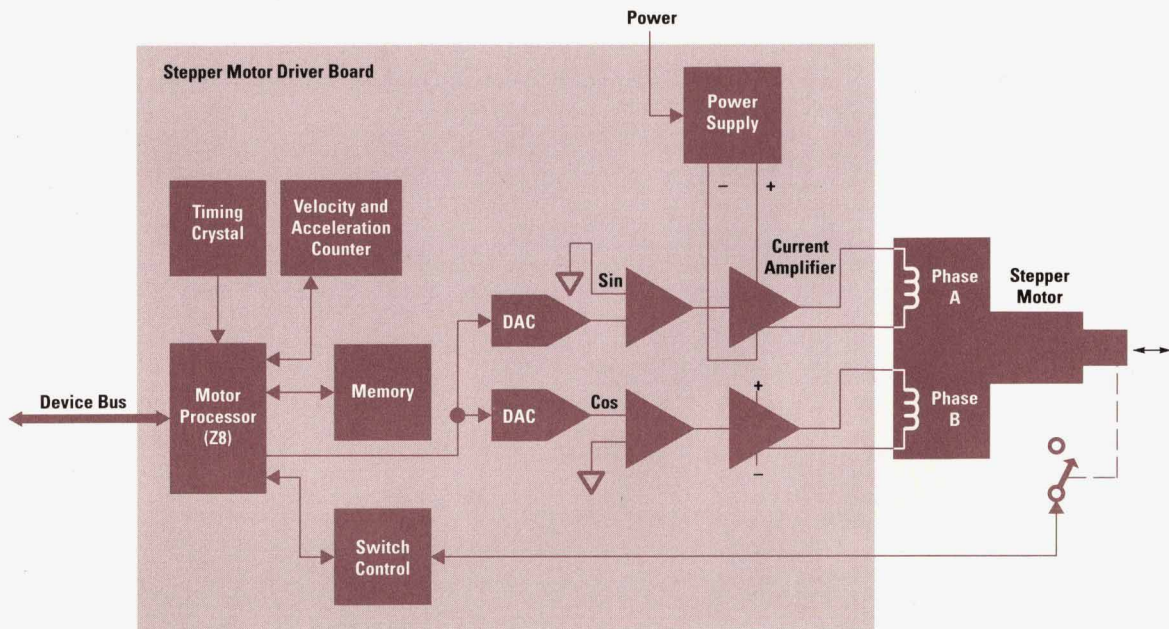 Power
Stepper Motor Driver Board
Power
Supply
− +
Timing
Crystal
Velocity and
Acceleration
Counter
Current
Amplifier
Sin
DAC
Phase
A
Stepper
Motor
Device Bus
Motor
Processor
(Z8)
Memory
DAC
Cos
+
−
Phase
B
Switch
Control